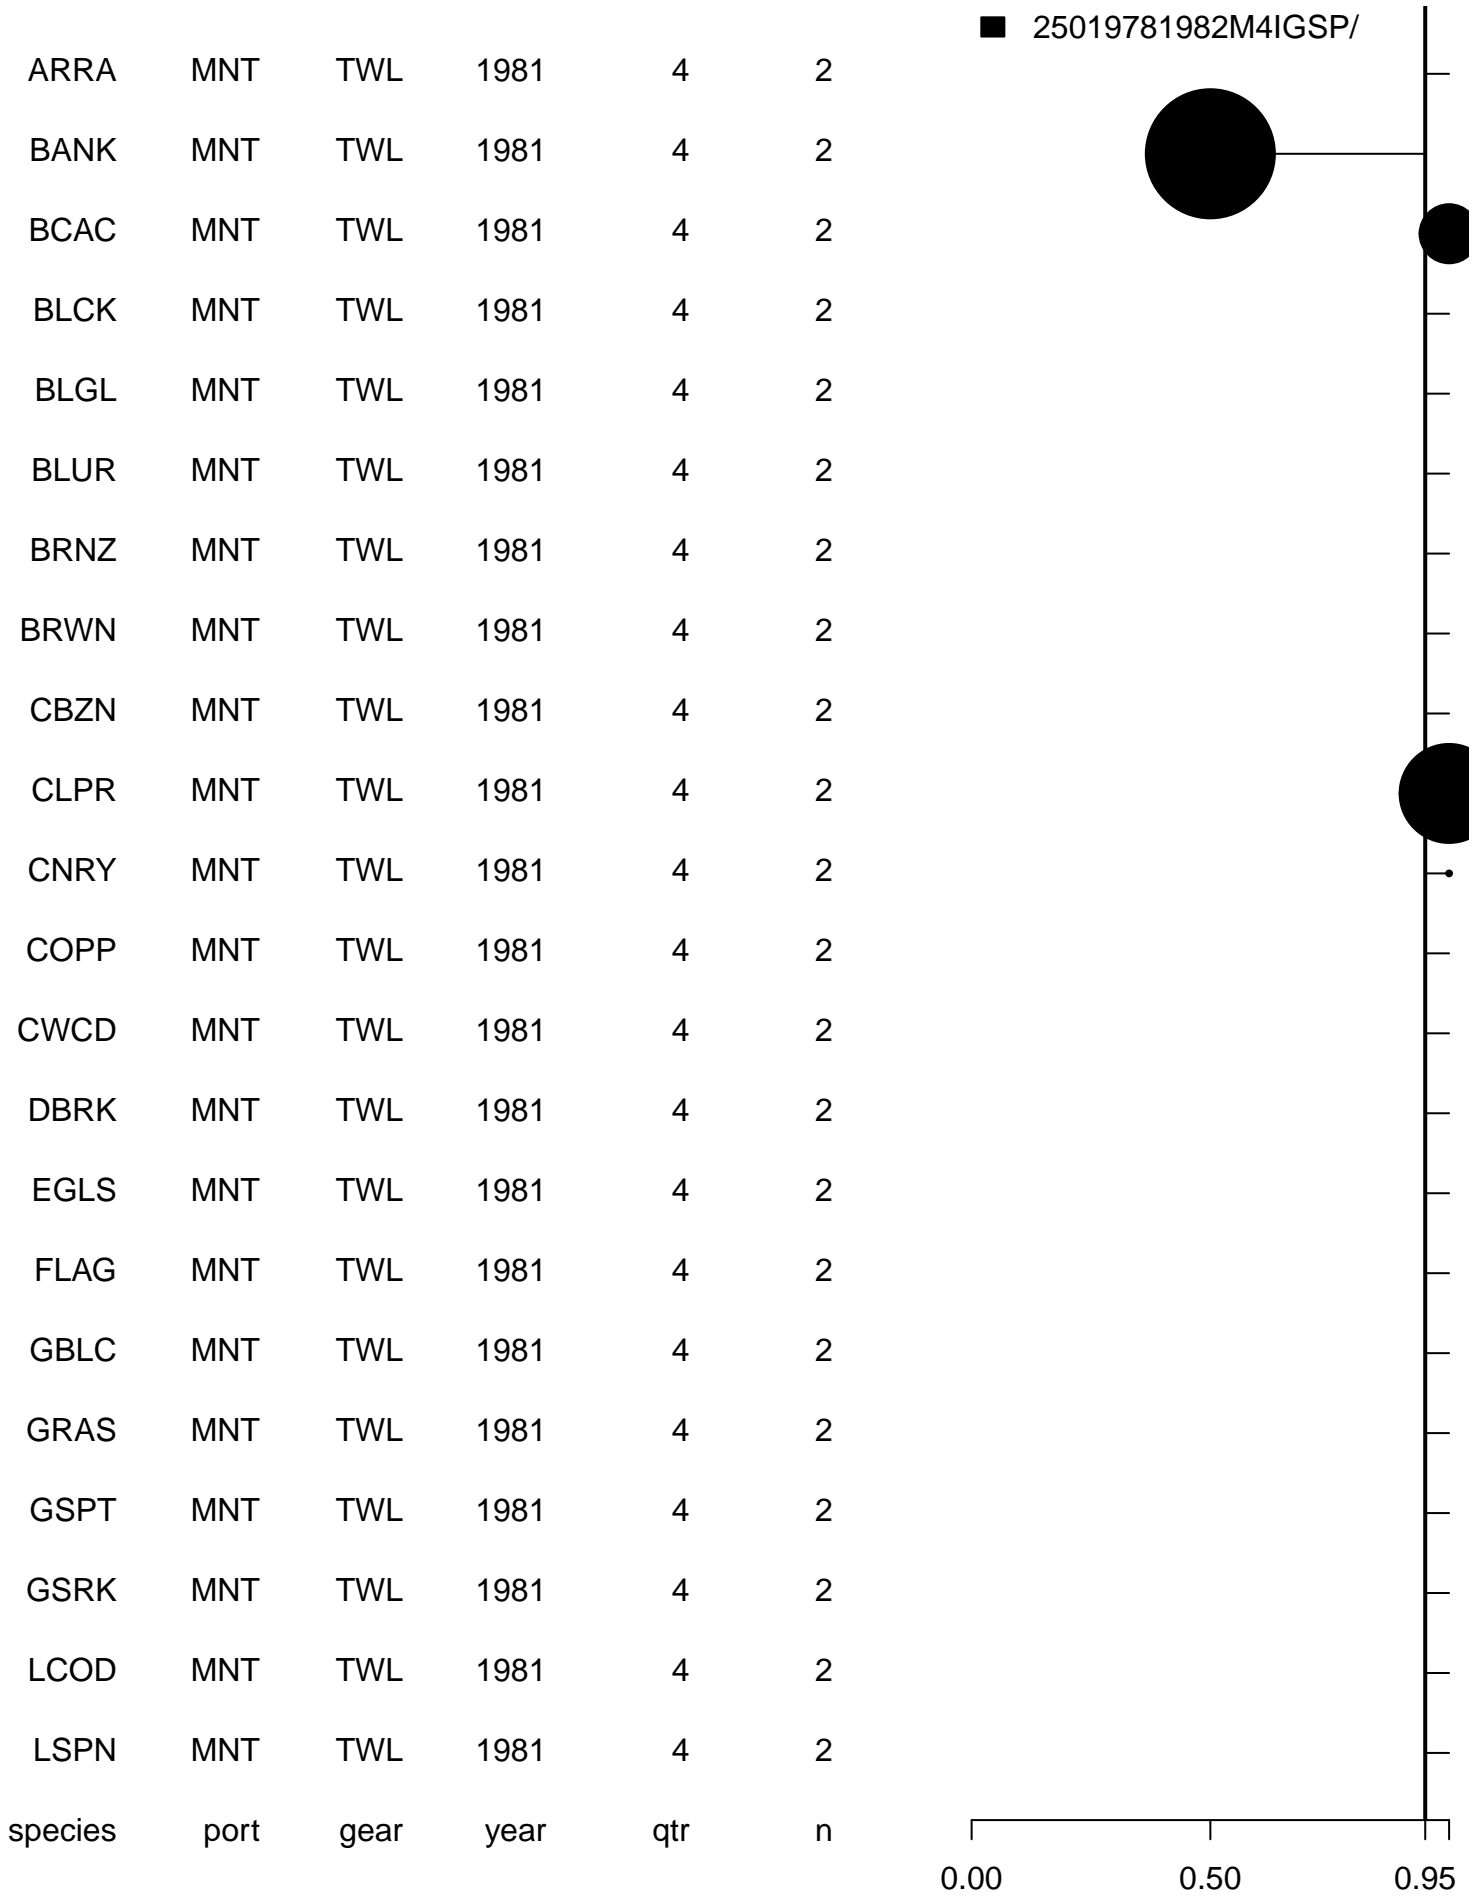 25019781982M4IGSP/
ARRA MNT TWL 1981 4 2
BANK MNT TWL 1981 4 2
BCAC MNT TWL 1981 4 2
BLCK MNT TWL 1981 4 2
BLGL MNT TWL 1981 4 2
BLUR MNT TWL 1981 4 2
BRNZ MNT TWL 1981 4 2
BRWN MNT TWL 1981 4 2
CBZN MNT TWL 1981 4 2
CLPR MNT TWL 1981 4 2
CNRY MNT TWL 1981 4 2
COPP MNT TWL 1981 4 2
CWCD MNT TWL 1981 4 2
DBRK MNT TWL 1981 4 2
EGLS MNT TWL 1981 4 2
FLAG MNT TWL 1981 4 2
GBLC MNT TWL 1981 4 2
GRAS MNT TWL 1981 4 2
GSPT MNT TWL 1981 4 2
GSRK MNT TWL 1981 4 2
LCOD MNT TWL 1981 4 2
LSPN MNT TWL 1981 4 2
species port gear year qtr n
0.00 0.50 0.95